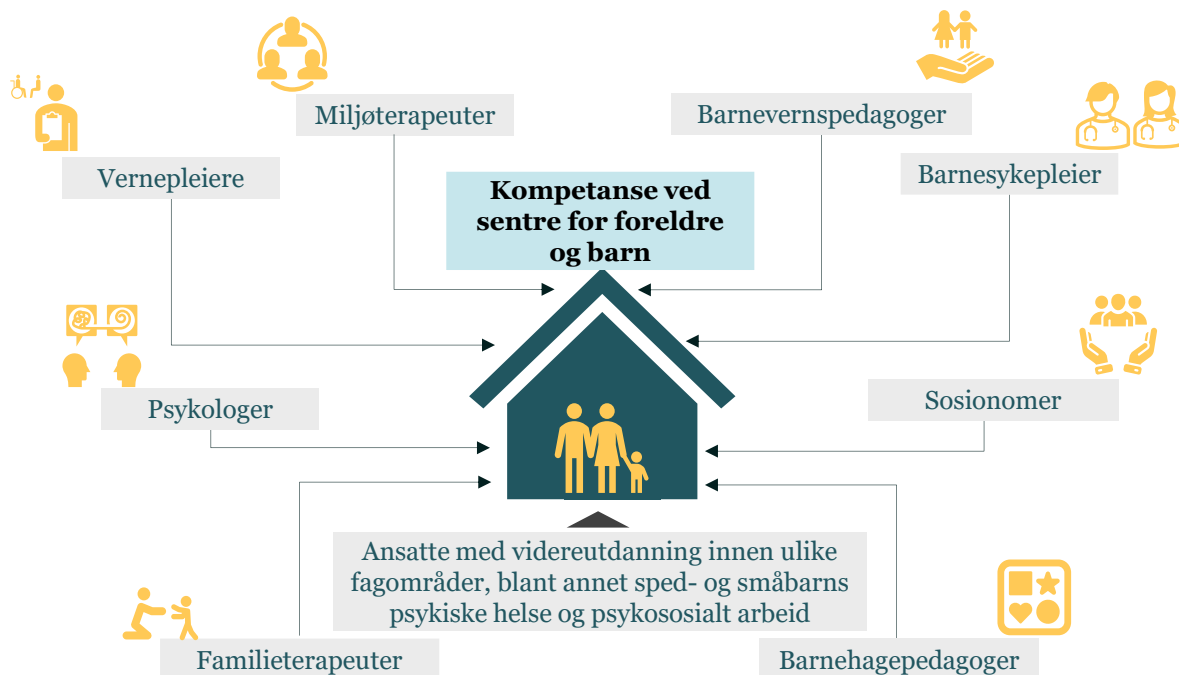 Miljøterapeuter
Barnevernspedagoger
Vernepleiere
Barnesykepleier
Kompetanse ved
sentre for foreldre
og barn
Psykologer
Sosionomer
Ansatte med videreutdanning innen ulike
fagområder, blant annet sped- og småbarns
psykiske helse og psykososialt arbeid
Familieterapeuter
Barnehagepedagoger